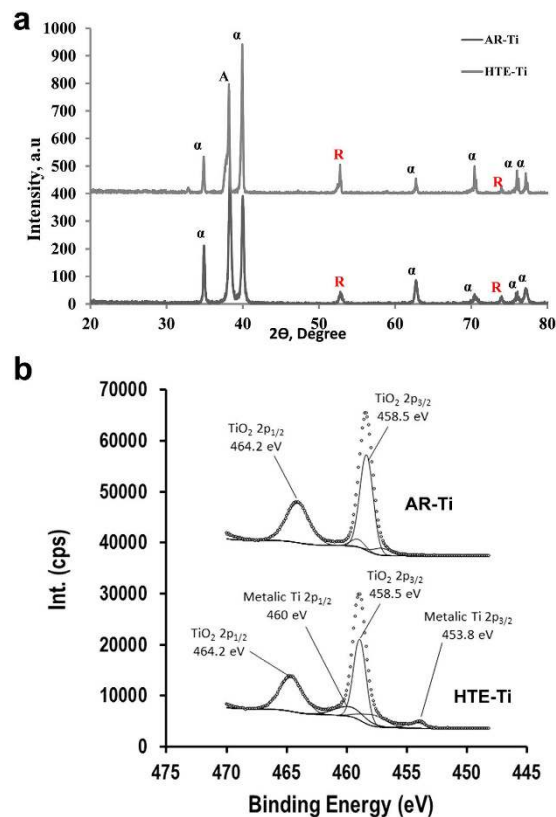 a
1000
900
800
700
600
500
400
300
200
100
0
Intensity, a.u
α
A
α
R
α
α
R
α
α
AR-Ti
HTE-Ti
α
R
α
α
R
α
α
20
30
40
50
60
70
80
2Θ, Degree
b
70000
60000
50000
40000
30000
20000
10000
0
Int. (cps)
TiO2 2p1/2
464.2 eV
TiO2 2p3/2
458.5 eV
AR-Ti
TiO2 2p1/2
464.2 eV
Metalic Ti 2p1/2
460 eV
TiO2 2p3/2
458.5 eV
Metalic Ti 2p3/2
453.8 eV
HTE-Ti
475
465
460
455
450
445
Binding Energy (eV)